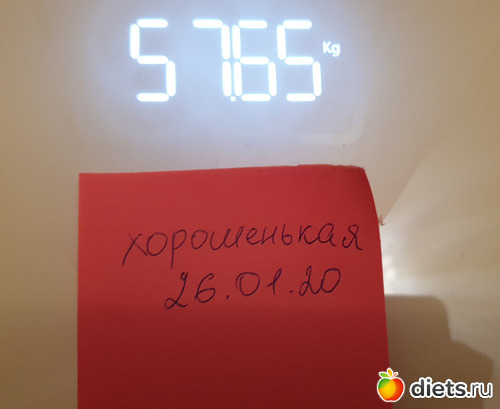 57.65 Kg
хорошенькая
26.01.20
diets.ru